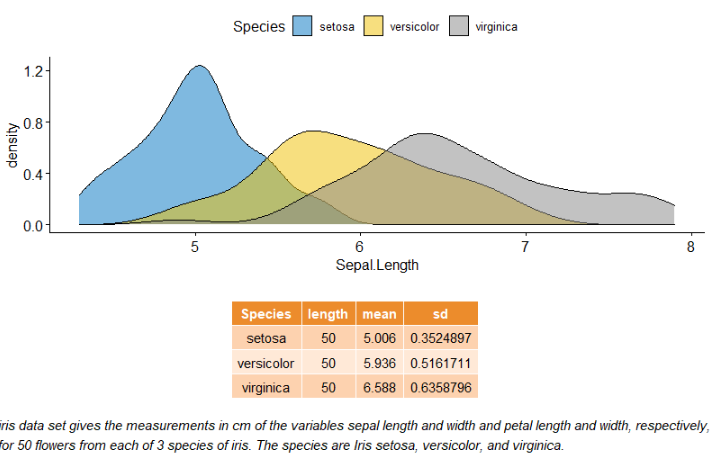 Species setosa versicolor virginica
1.2
0.8
0.4
0.0
density
5 6 7 8
Sepal.Length
Species length mean sd
setosa 50 5.006 0.3524897
versicolor 50 5.936 0.5161711
virginica 50 6.588 0.6358796
iris data set gives the measurements in cm of the variables sepal length and width and petal length and width, respectively,
for 50 flowers from each of 3 species of iris. The species are Iris setosa, versicolor, and virginica.